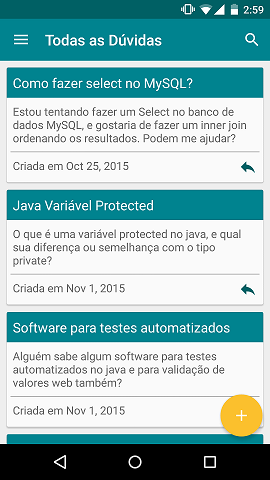 2:59
Todas as Dúvidas
Como fazer select no MySQL?
Estou tentando fazer um Select no banco de
dados MySQL, e gostaria de fazer um inner join
ordenando os resultados. Podem me ajudar?
Criada em Oct 25, 2015
Java Variável Protected
O que é uma variável protected no java, e qual
sua diferença ou semelhança com o tipo
private?
Criada em Nov 1, 2015
Software para testes automatizados
Alguém sabe algum software para testes
automatizados no java e para validação de
valores web também?
Criada em Nov 1, 2015